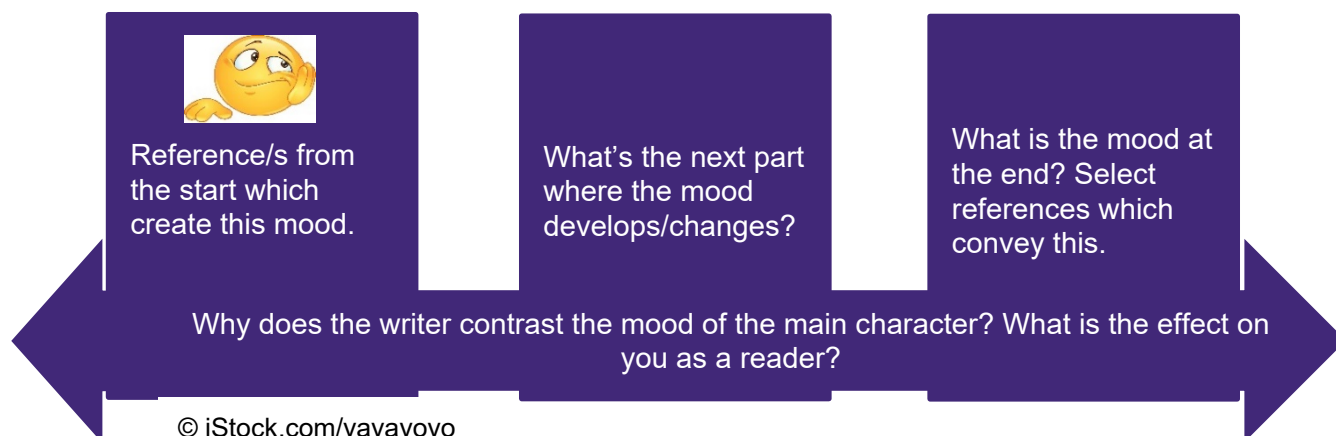 Reference/s from
the start which
create this mood.
What's the next part
where the mood
develops/changes?
What is the mood at
the end? Select
references which
convey this.
Why does the writer contrast the mood of the main character? What is the effect on
you as a reader?
© iStock.com/yayayoyo